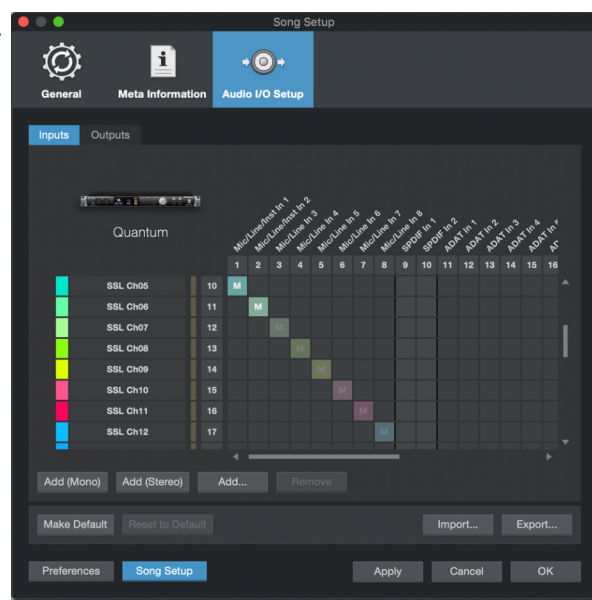 Song Setup
General
Meta Information
Audio I/O Setup
Inputs
Outputs
Quantum
Mic/Line/Inst In 1
Mic/Line/Inst In 2
Mic/Line In 3
Mic/Line In 4
Mic/Line In 5
Mic/Line In 6
Mic/Line In 7
Mic/Line In 8
SPDIF In 1
SPDIF In 2
ADAT In 1
ADAT In 2
ADAT In 3
ADAT In 4
ADAT In 5
1 2 3 4 5 6 7 8 9 10 11 12 13 14 15 16
SSL Ch05 10 M
SSL Ch06 11 M
SSL Ch07 12 M
SSL Ch08 13 M
SSL Ch09 14 M
SSL Ch10 15 M
SSL Ch11 16 M
SSL Ch12 17 M
Add (Mono)
Add (Stereo)
Add...
Remove
Make Default
Reset to Default
Import...
Export...
Preferences
Song Setup
Apply
Cancel
OK